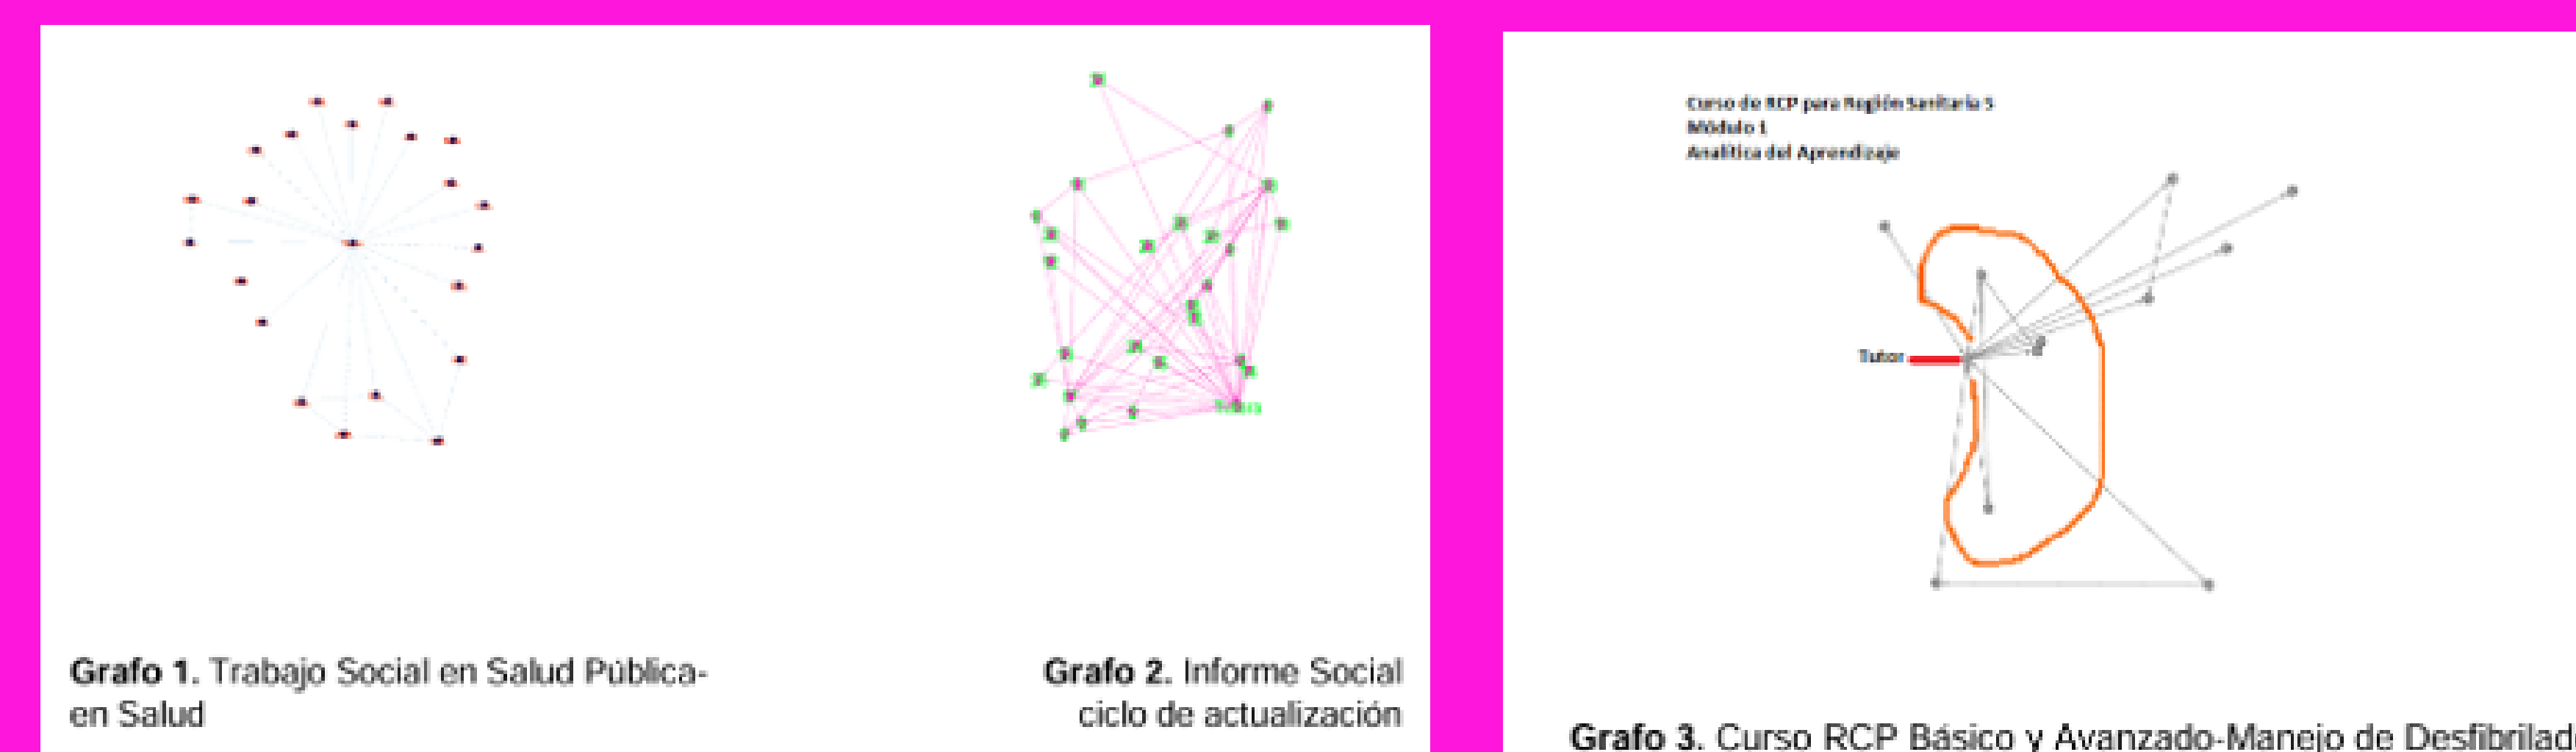 Grafo 1. Trabajo Social en Salud Pública-
en Salud
Grafo 2. Informe Social
ciclo de actualización
Curso de RCP para Región Sanitaria 5
Módulo 1
Analítica del Aprendizaje
Tutor
Grafo 3. Curso RCP Básico y Avanzado-Manejo de Desfibrilad